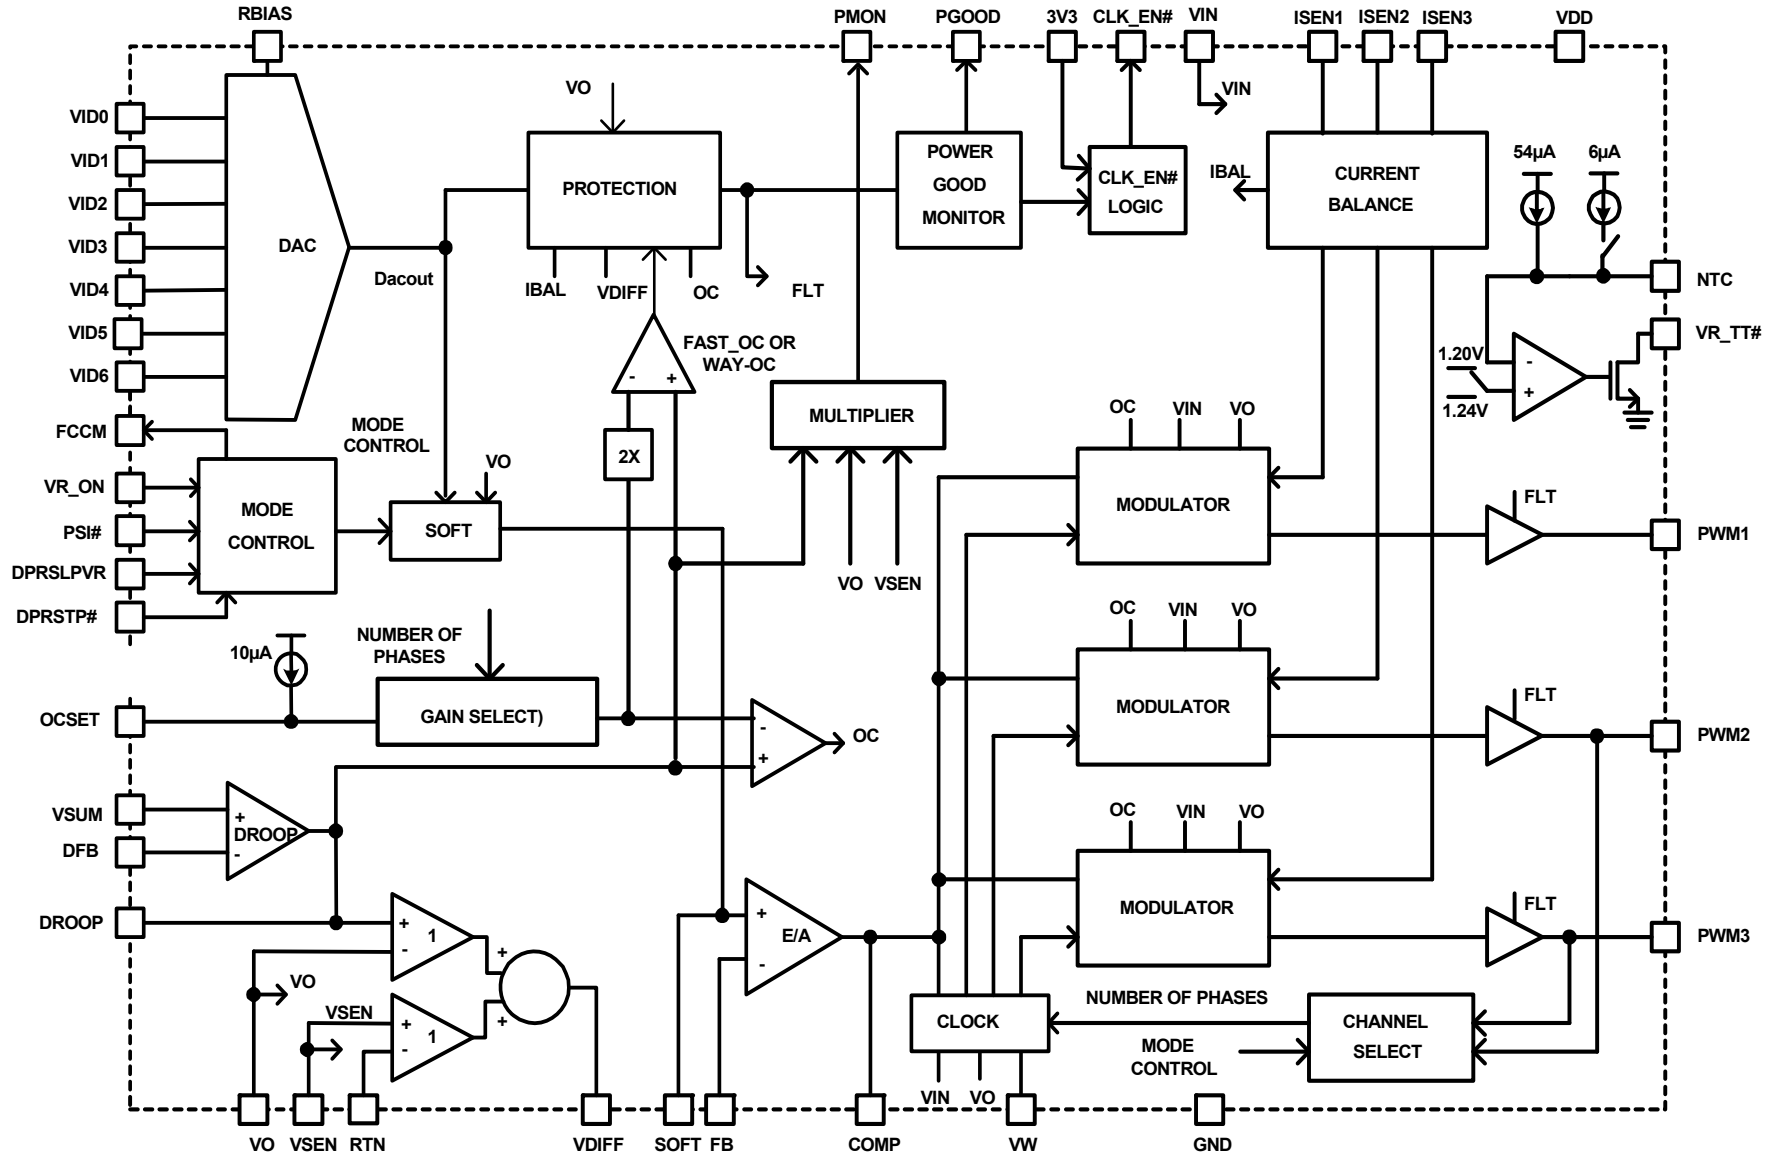 RBIAS
PMON
PGOOD
3V3
CLK_EN#
VIN
ISEN1
ISEN2
ISEN3
VDD
VID0
VID1
VID2
VID3
VID4
VID5
VID6
FCCM
VR_ON
PSI#
DPRSLPVR
DPRSTP#
OCSET
VSUM
DFB
DROOP
DAC
Dacout
VO
PROTECTION
IBAL
VDIFF
OC
FLT
FAST_OC OR
WAY-OC
-
+
2X
POWER
GOOD
MONITOR
CLK_EN#
LOGIC
VIN
IBAL
CURRENT
BALANCE
54µA
6µA
NTC
VR_TT#
1.20V
1.24V
-
+
MULTIPLIER
VO
VSEN
MODE
CONTROL
MODE
CONTROL
VO
SOFT
10µA
NUMBER OF
PHASES
GAIN SELECT)
-
+
OC
+
DROOP
-
OC
VIN
VO
MODULATOR
FLT
PWM1
OC
VIN
VO
MODULATOR
FLT
PWM2
OC
VIN
VO
MODULATOR
FLT
PWM3
+
1
-
+
VO
VSEN
+
1
-
+
+
E/A
-
CLOCK
VIN
VO
NUMBER OF PHASES
MODE
CONTROL
CHANNEL
SELECT
VO
VSEN
RTN
VDIFF
SOFT
FB
COMP
VW
GND